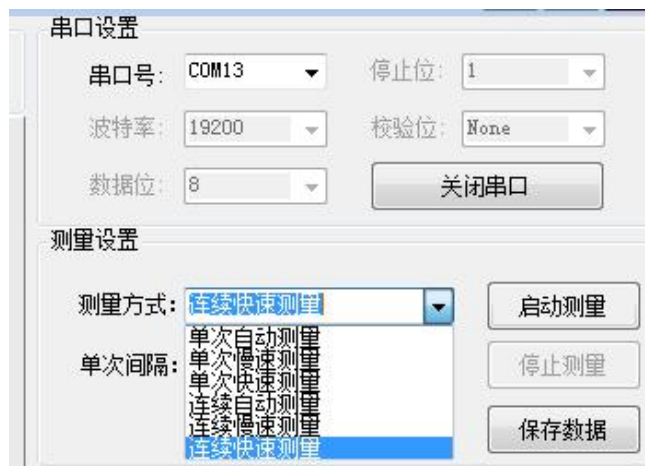 串口设置
串口号: COM13 停止位: 1
波特率: 19200 校验位: None
数据位: 8 关闭串口
测量设置
测量方式: 连续快速测量 启动测量
单次自动测量
单次间隔: 单次慢速测量 停止测量
单次快速测量
连续自动测量
连续慢速测量 保存数据
连续快速测量